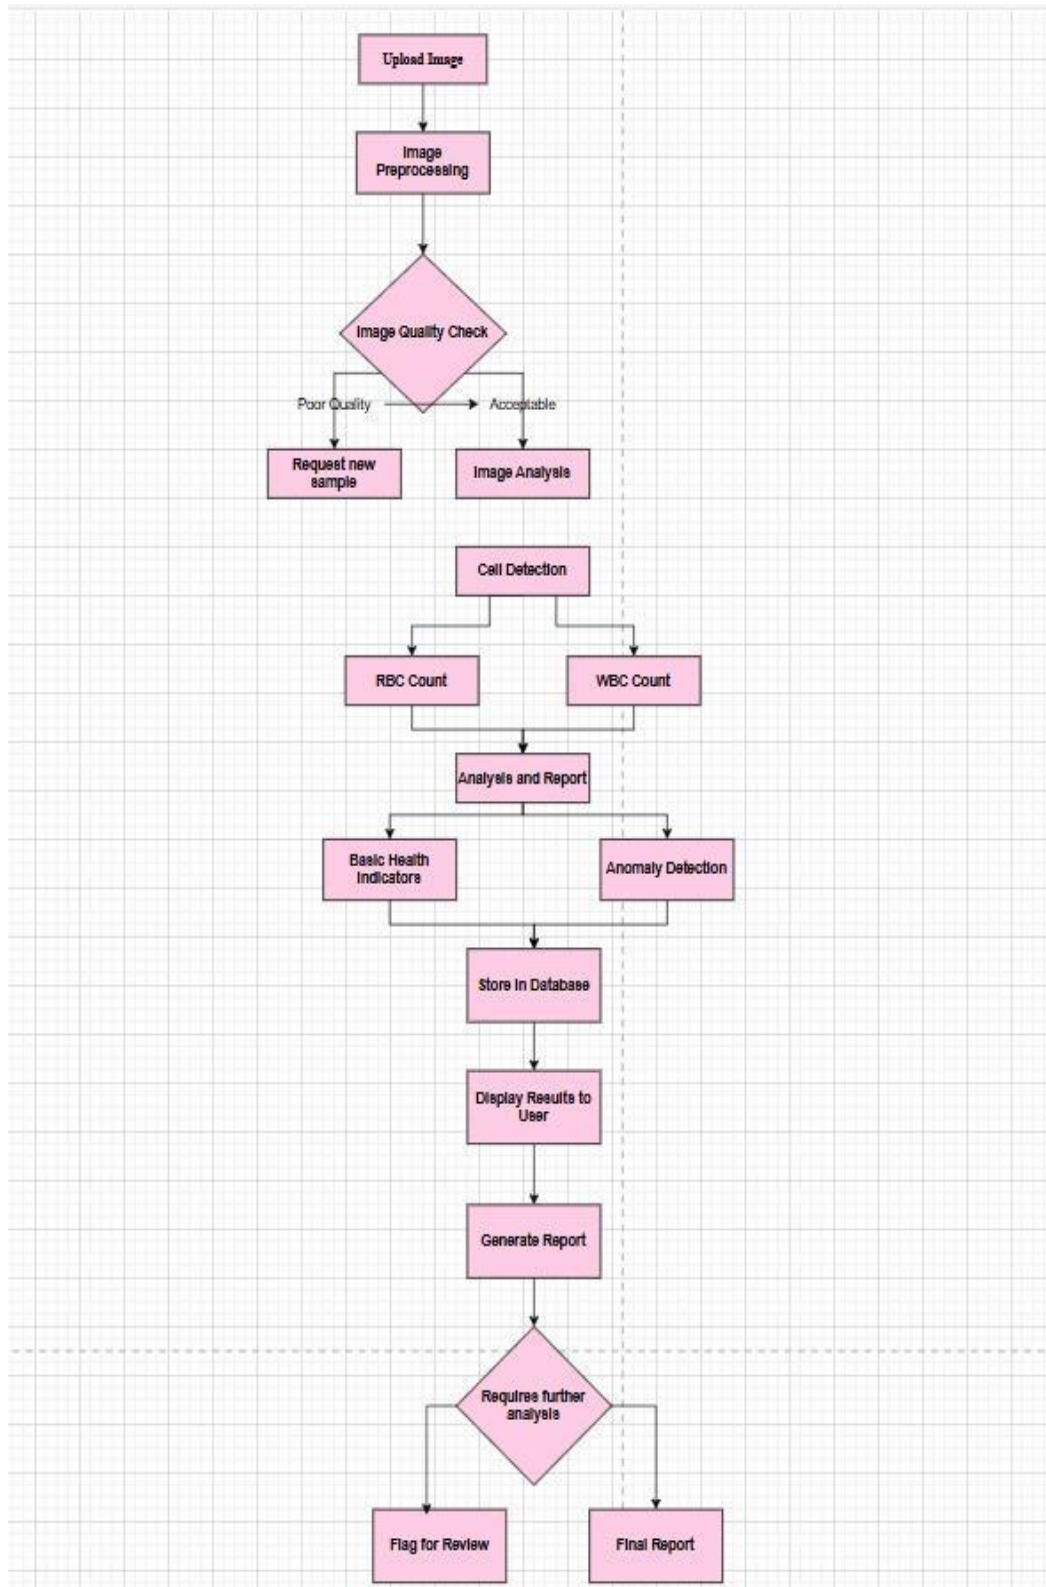 Upload Image
Image
Preprocessing
Image Quality Check
Poor Quality
Acceptable
Request new
sample
Image Analysis
Cell Detection
RBC Count
WBC Count
Analysis and Report
Basic Health
Indicators
Anomaly Detection
Store in Database
Display Results to
User
Generate Report
Requires further
analysis
Flag for Review
Final Report